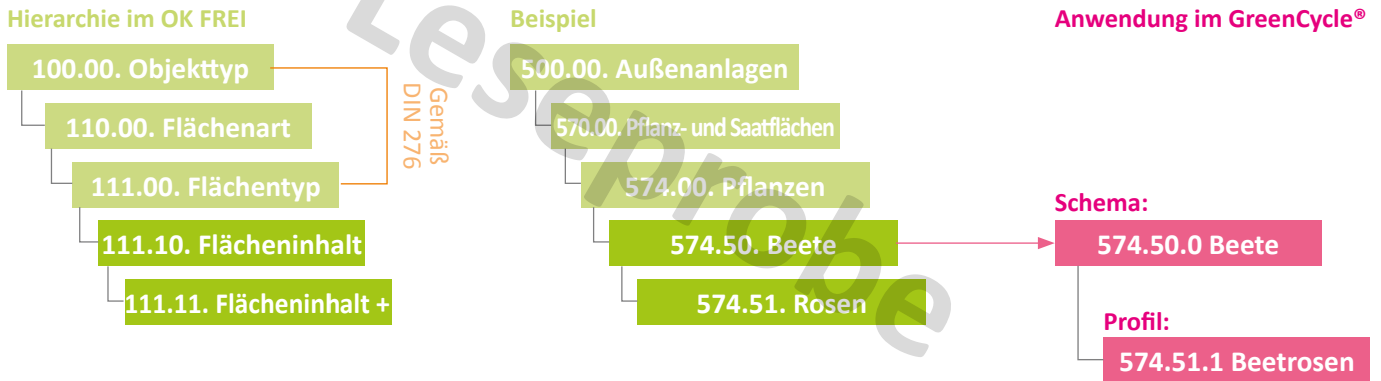 Hierarchie im OK FREI
100.00. Objekttyp
110.00. Flächenart
111.00. Flächentyp
111.10. Flächeninhalt
111.11. Flächeninhalt +
Gemäß
DIN 276
Beispiel
500.00. Außenanlagen
570.00. Pflanz- und Saatflächen
574.00. Pflanzen
574.50. Beete
574.51. Rosen
Anwendung im GreenCycle®
Schema:
574.50.0 Beete
Profil:
574.51.1 Beetrosen
Leseprobe